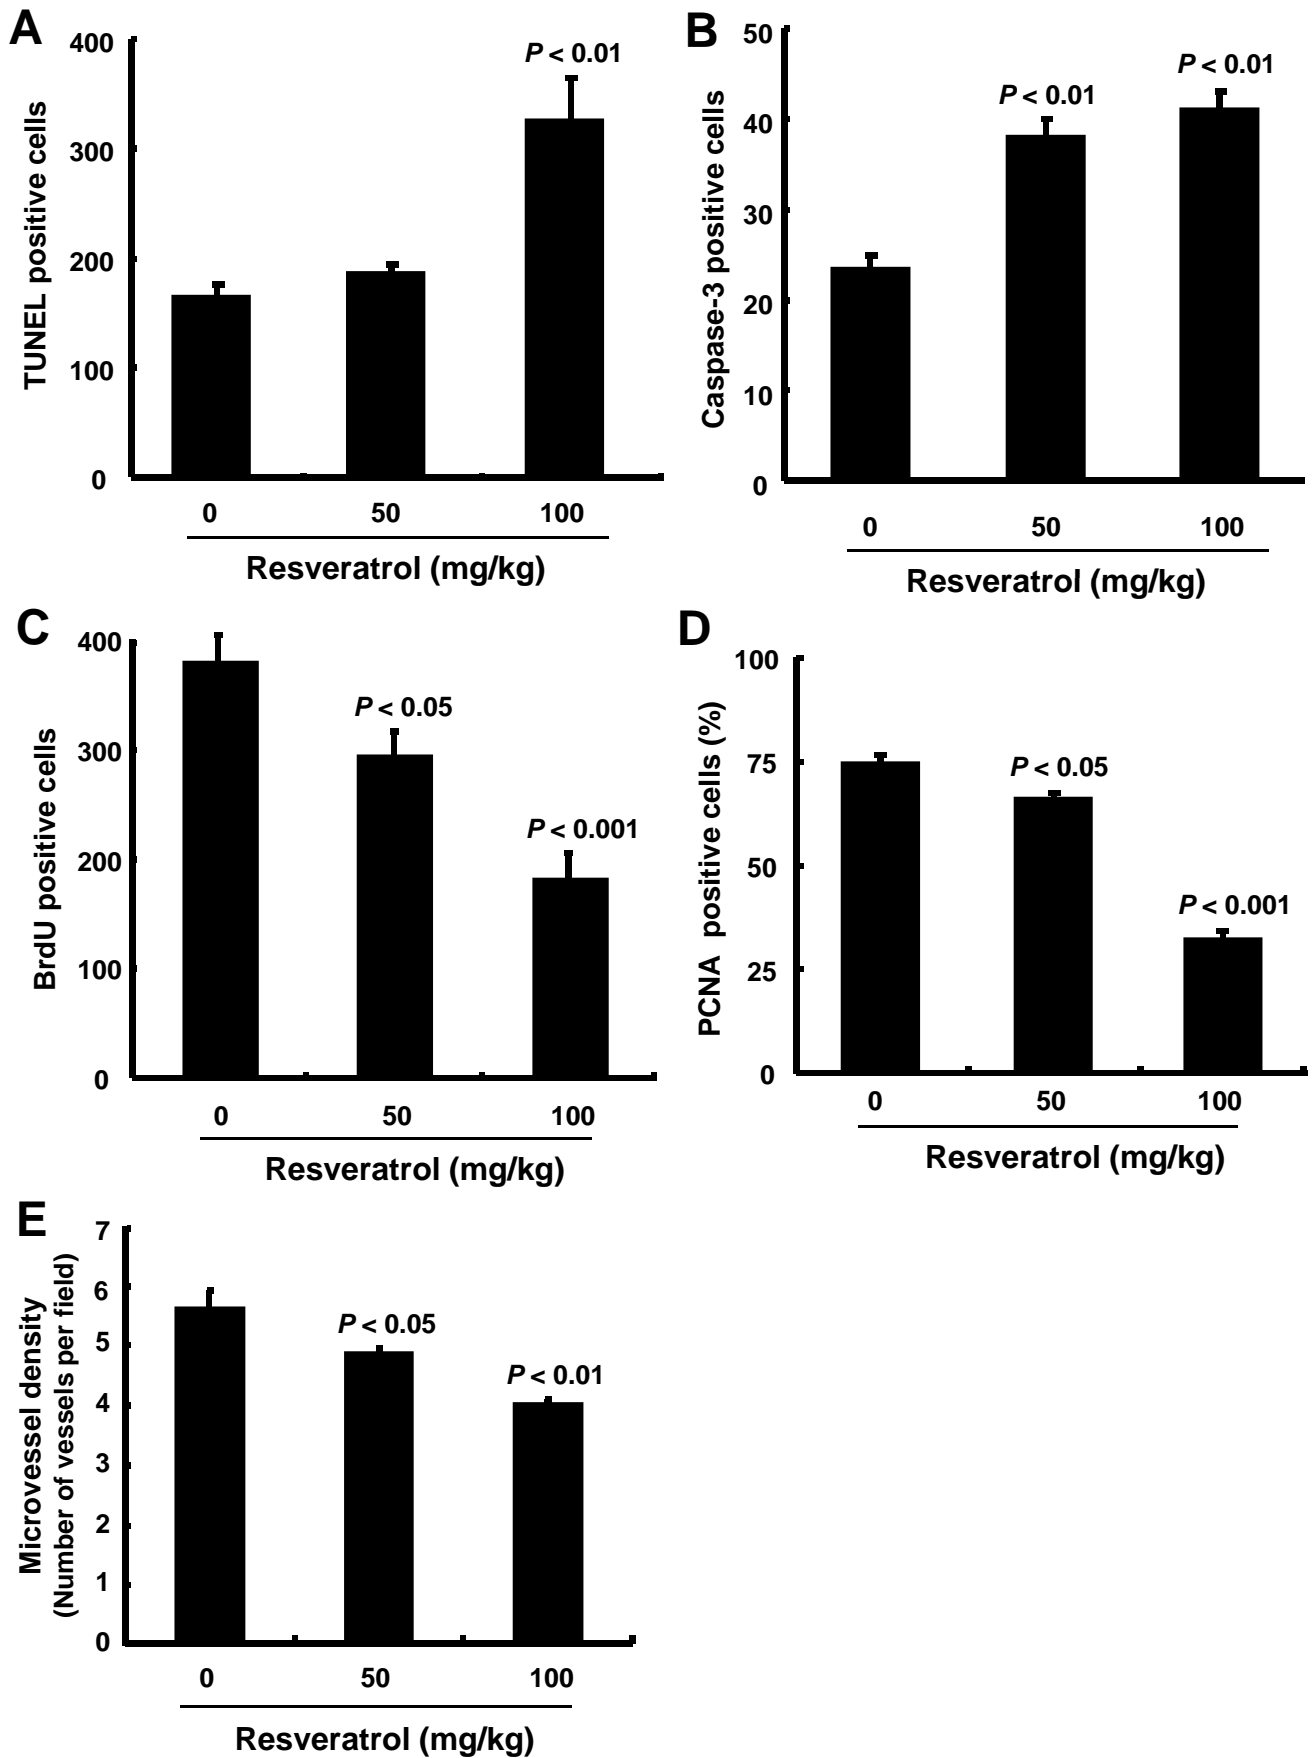 A
TUNEL positive cells
400
300
200
100
0
P < 0.01
0 50 100
Resveratrol (mg/kg)
B
Caspase-3 positive cells
50
40
30
20
10
0
P < 0.01
P < 0.01
0 50 100
Resveratrol (mg/kg)
C
BrdU positive cells
400
300
200
100
0
P < 0.05
P < 0.001
0 50 100
Resveratrol (mg/kg)
D
PCNA positive cells (%)
100
75
50
25
0
P < 0.05
P < 0.001
0 50 100
Resveratrol (mg/kg)
E
Microvessel density
(Number of vessels per field)
7
6
5
4
3
2
1
0
P < 0.05
P < 0.01
0 50 100
Resveratrol (mg/kg)